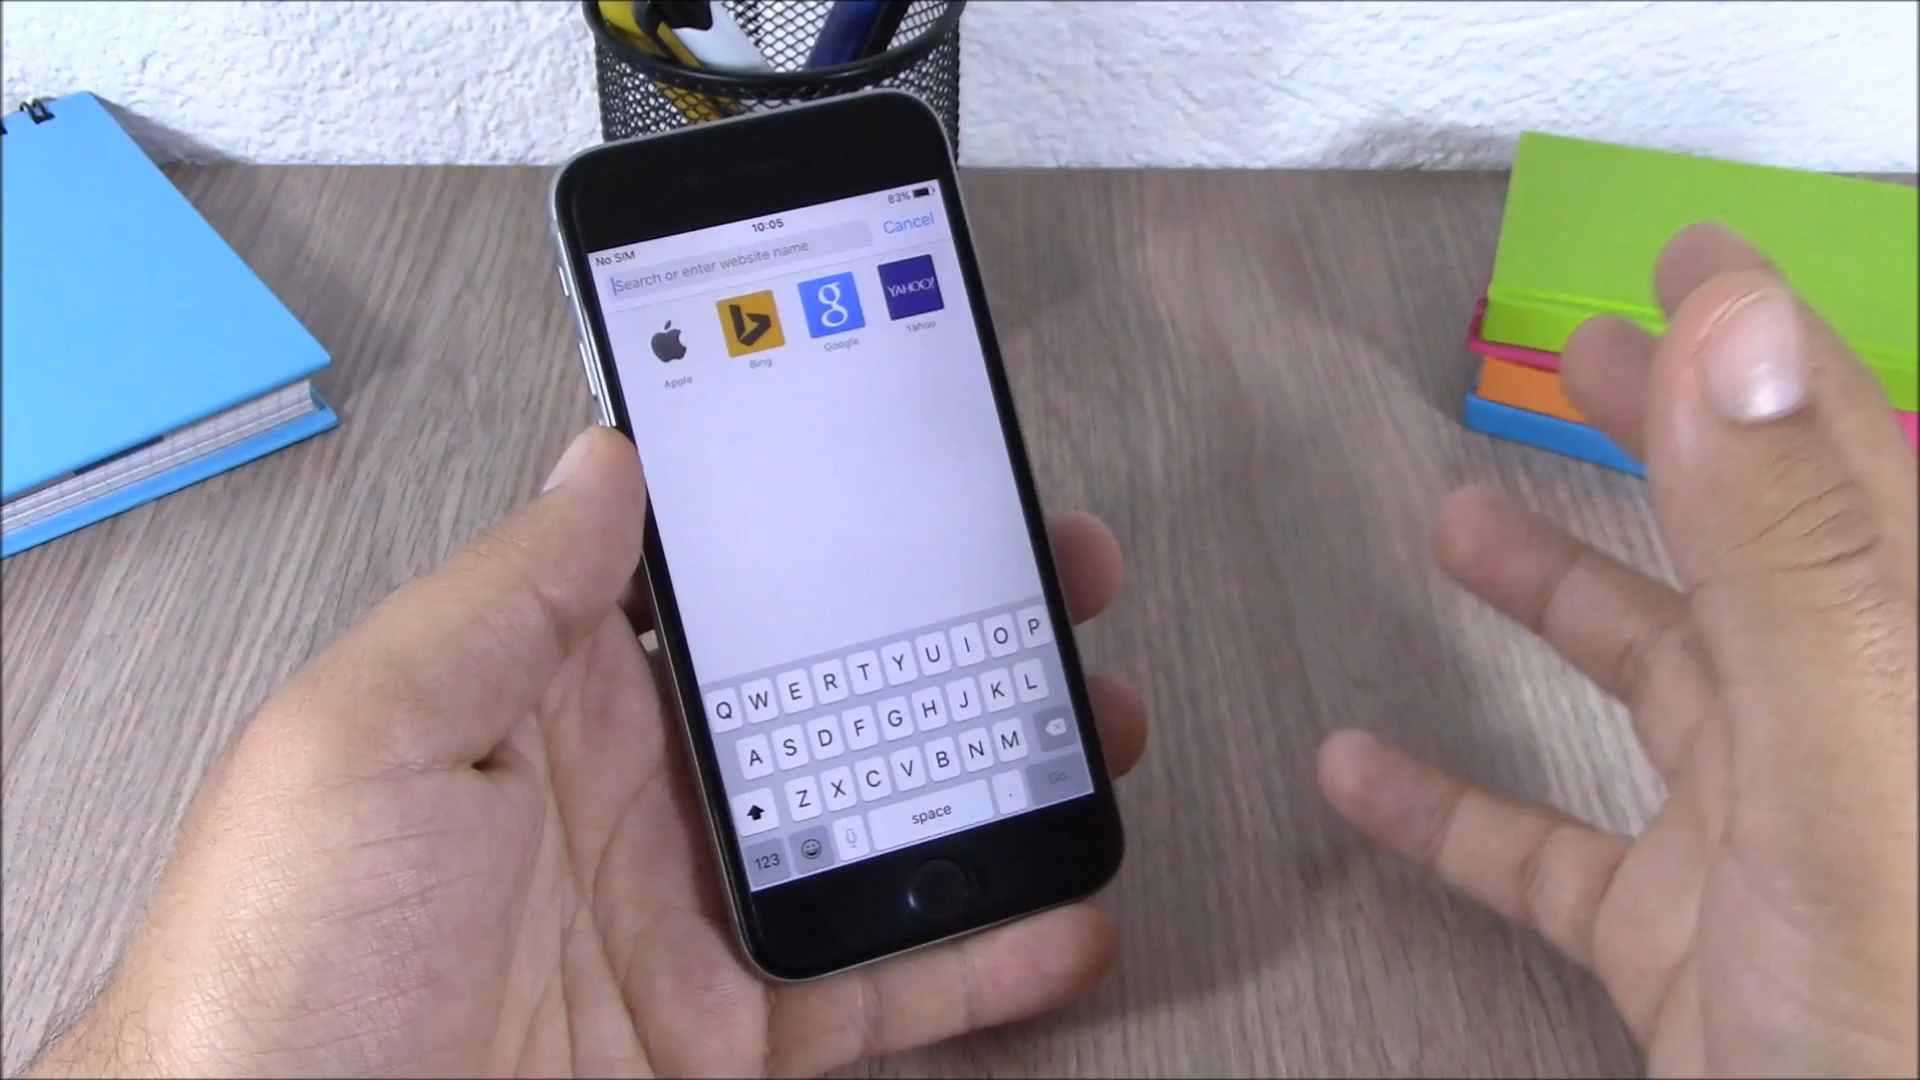 No SIM 10:05 83%
Search or enter website name Cancel
YAHOO!
Apple Bing Google Yahoo
Q W E R T Y U I O P
A S D F G H J K L
Z X C V B N M
123 space . Go